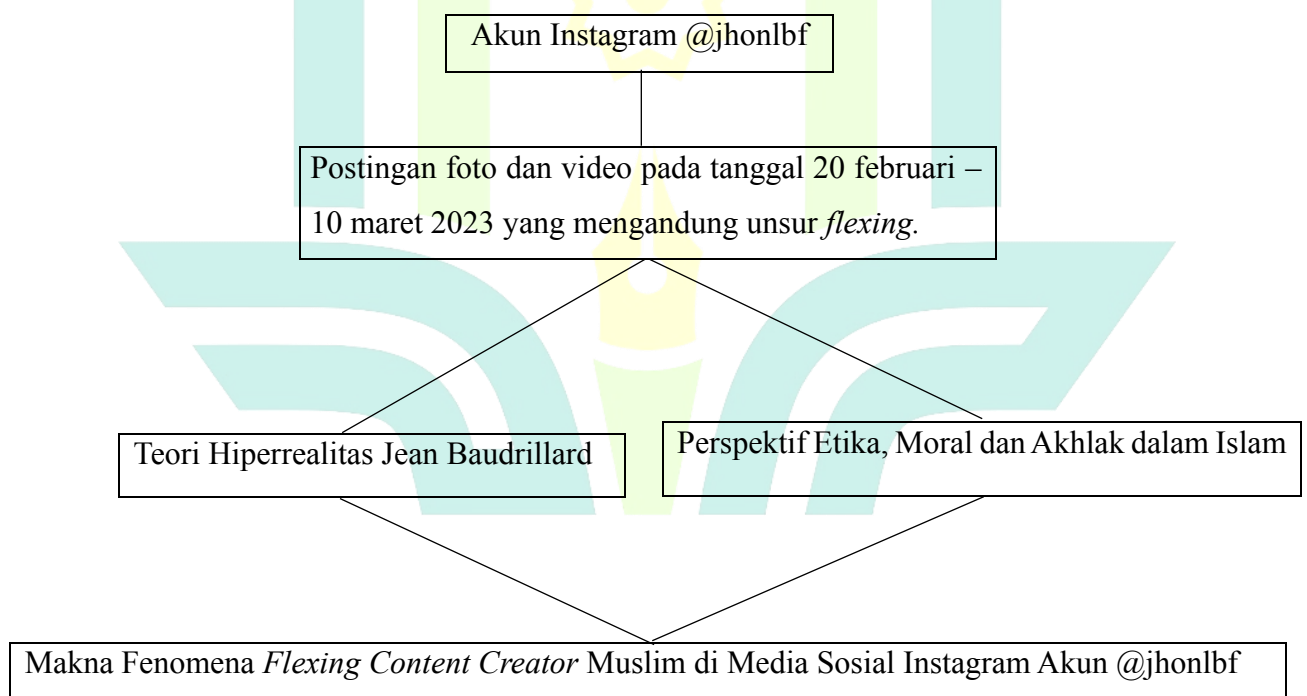 Akun Instagram @jhonlbf
Postingan foto dan video pada tanggal 20 februari –
10 maret 2023 yang mengandung unsur flexing.
Teori Hiperrealitas Jean Baudrillard
Perspektif Etika, Moral dan Akhlak dalam Islam
Makna Fenomena Flexing Content Creator Muslim di Media Sosial Instagram Akun @jhonlbf